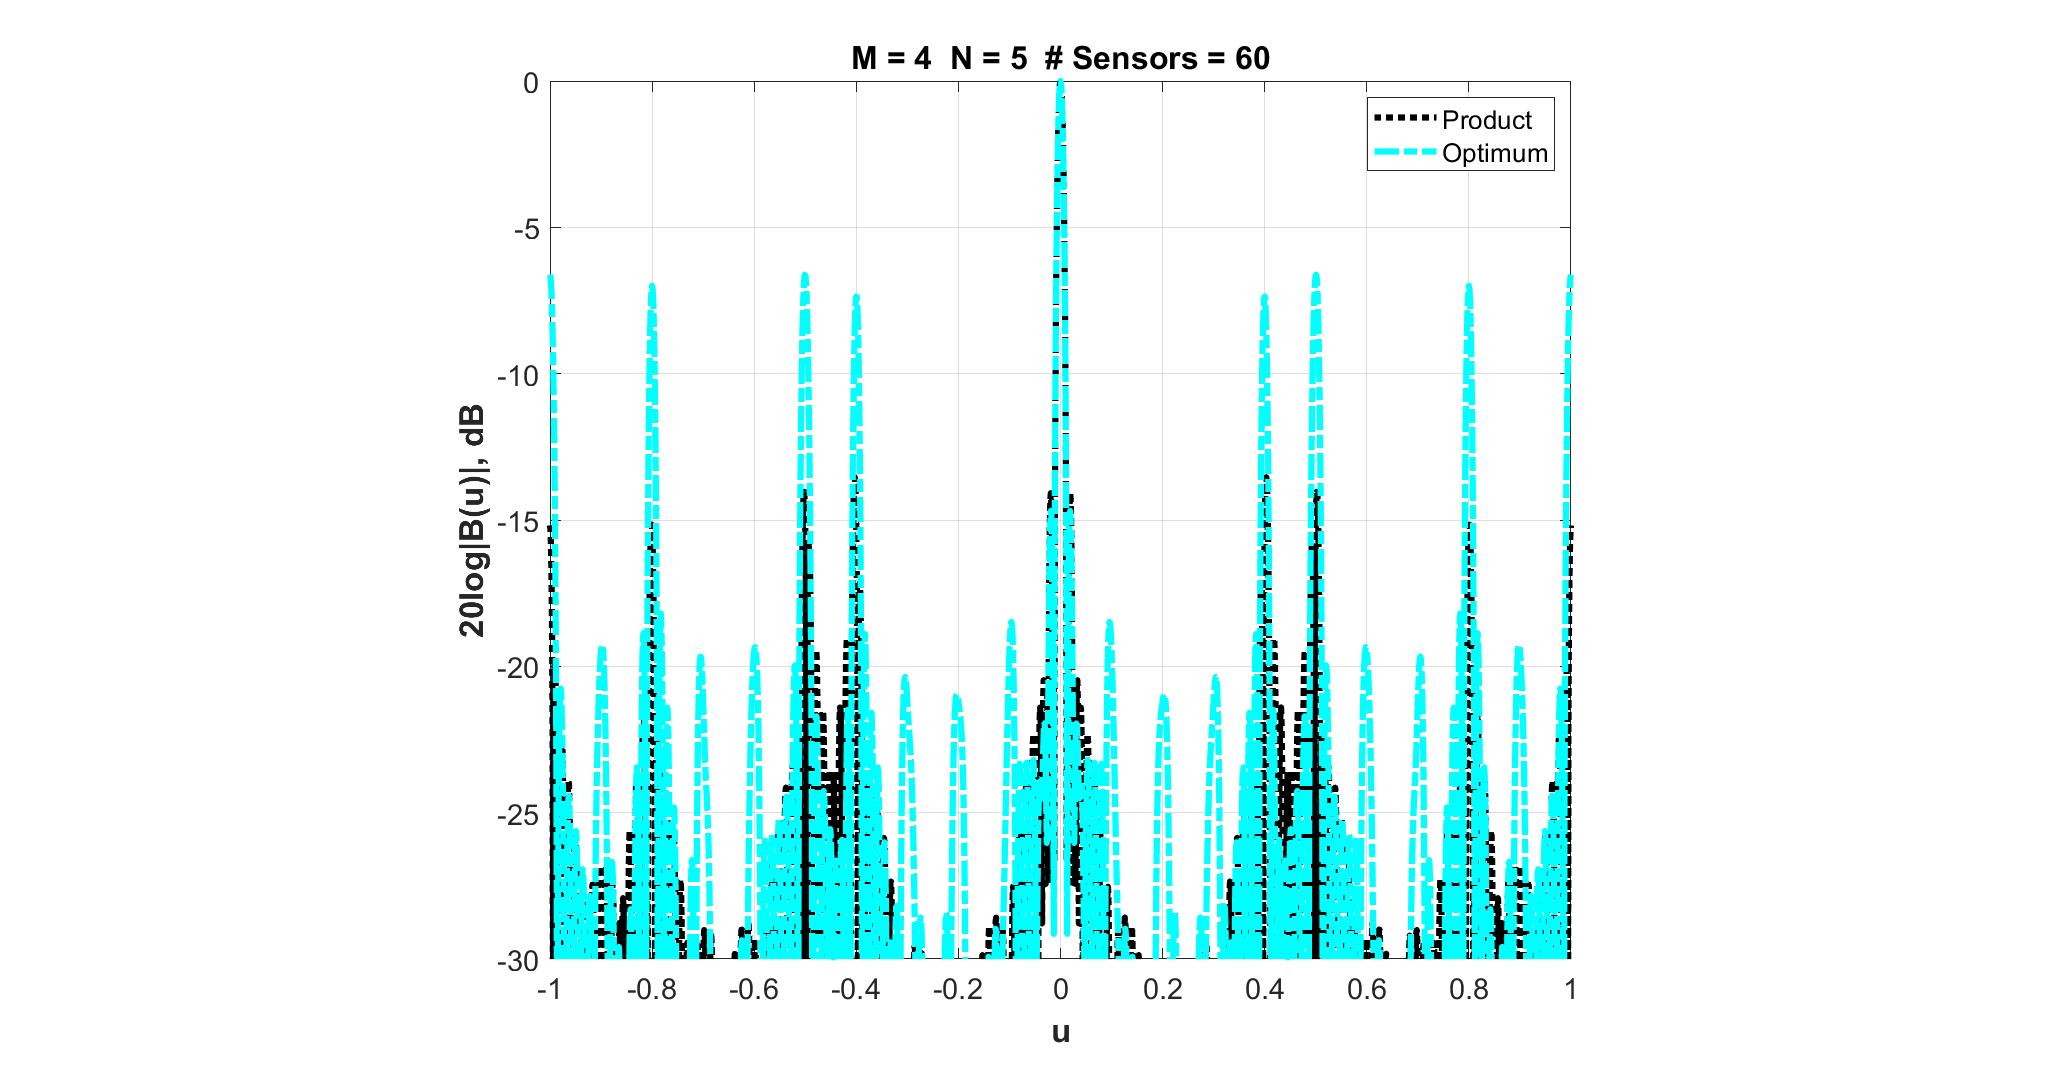 M = 4  N = 5  # Sensors = 60
Product
Optimum
20log|B(u)|, dB
0
-5
-10
-15
-20
-25
-30
-1 -0.8 -0.6 -0.4 -0.2 0 0.2 0.4 0.6 0.8 1
u